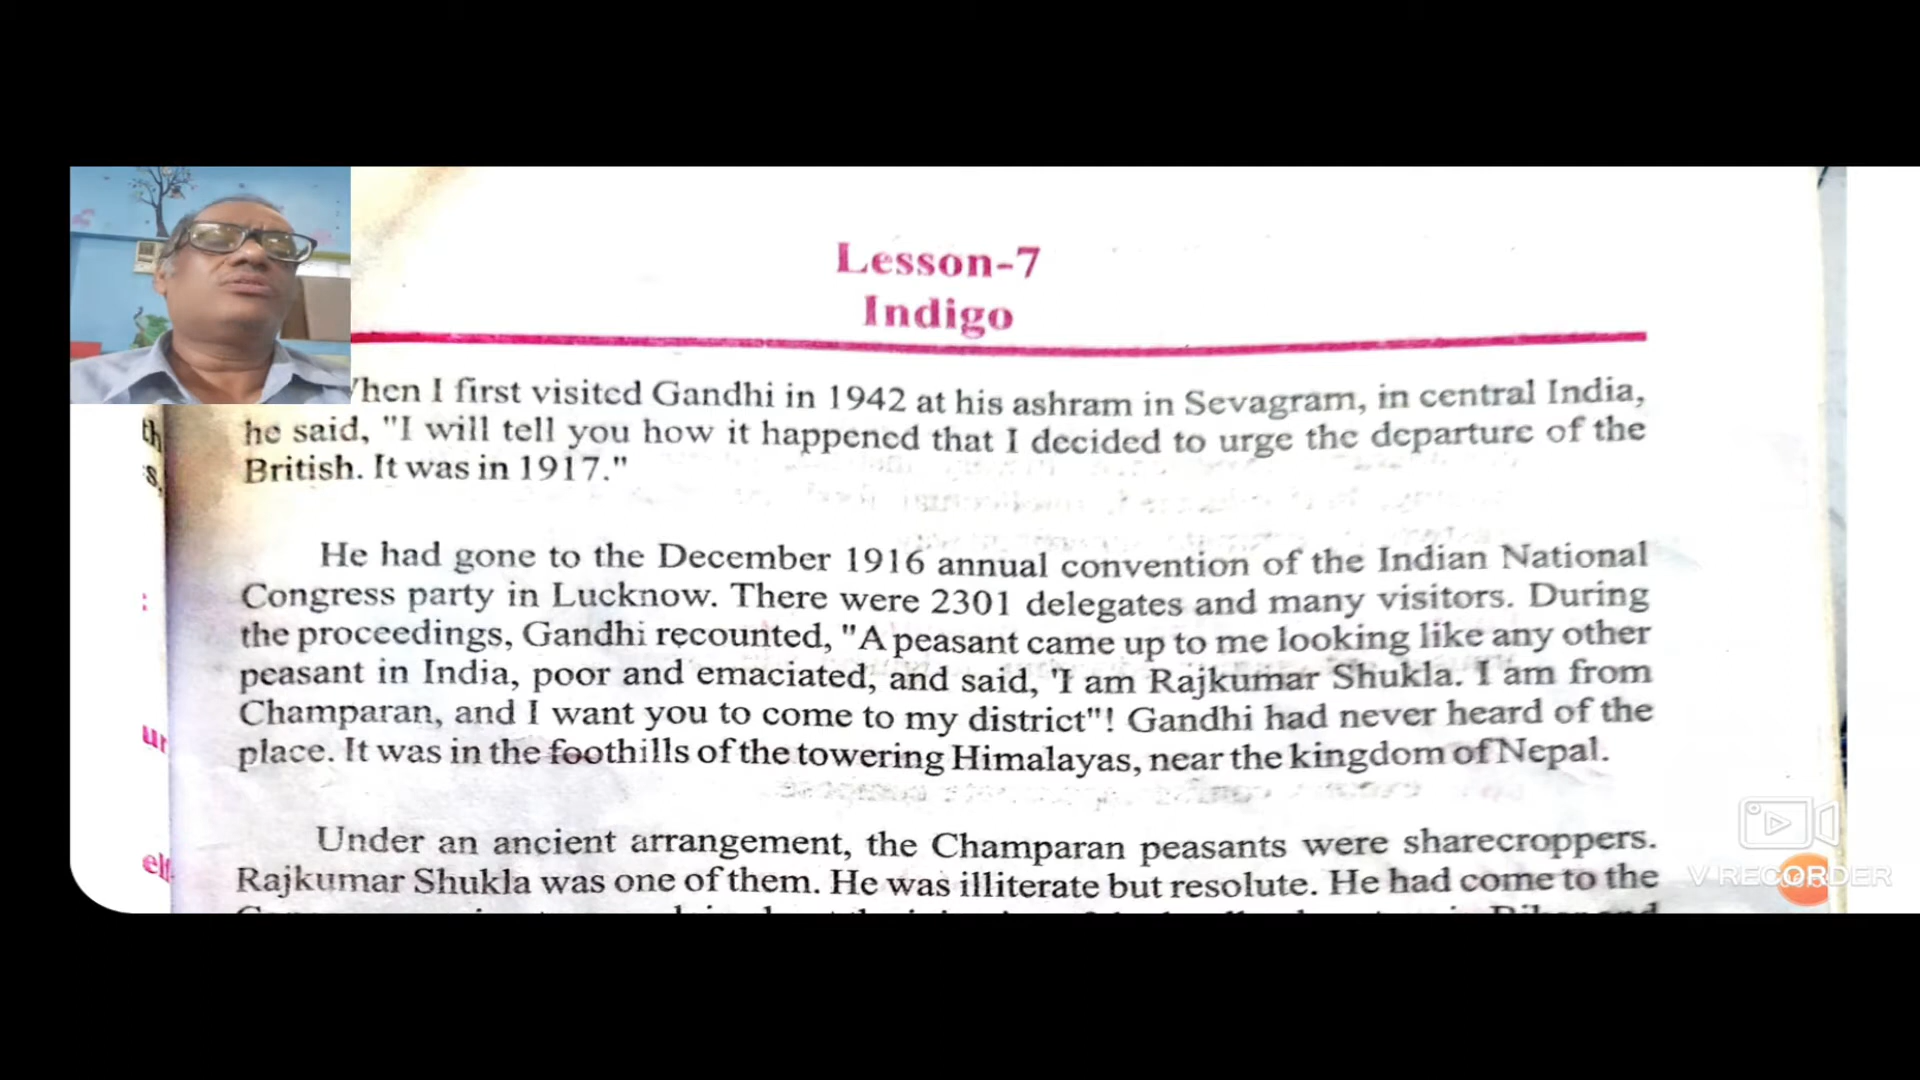 Lesson-7
Indigo
When I first visited Gandhi in 1942 at his ashram in Sevagram, in central India,
he said, "I will tell you how it happened that I decided to urge the departure of the
British. It was in 1917."
He had gone to the December 1916 annual convention of the Indian National
Congress party in Lucknow. There were 2301 delegates and many visitors. During
the proceedings, Gandhi recounted, "A peasant came up to me looking like any other
peasant in India, poor and emaciated, and said, 'I am Rajkumar Shukla. I am from
Champaran, and I want you to come to my district"! Gandhi had never heard of the
place. It was in the foothills of the towering Himalayas, near the kingdom of Nepal.
Under an ancient arrangement, the Champaran peasants were sharecroppers.
Rajkumar Shukla was one of them. He was illiterate but resolute. He had come to the
V RECORDER